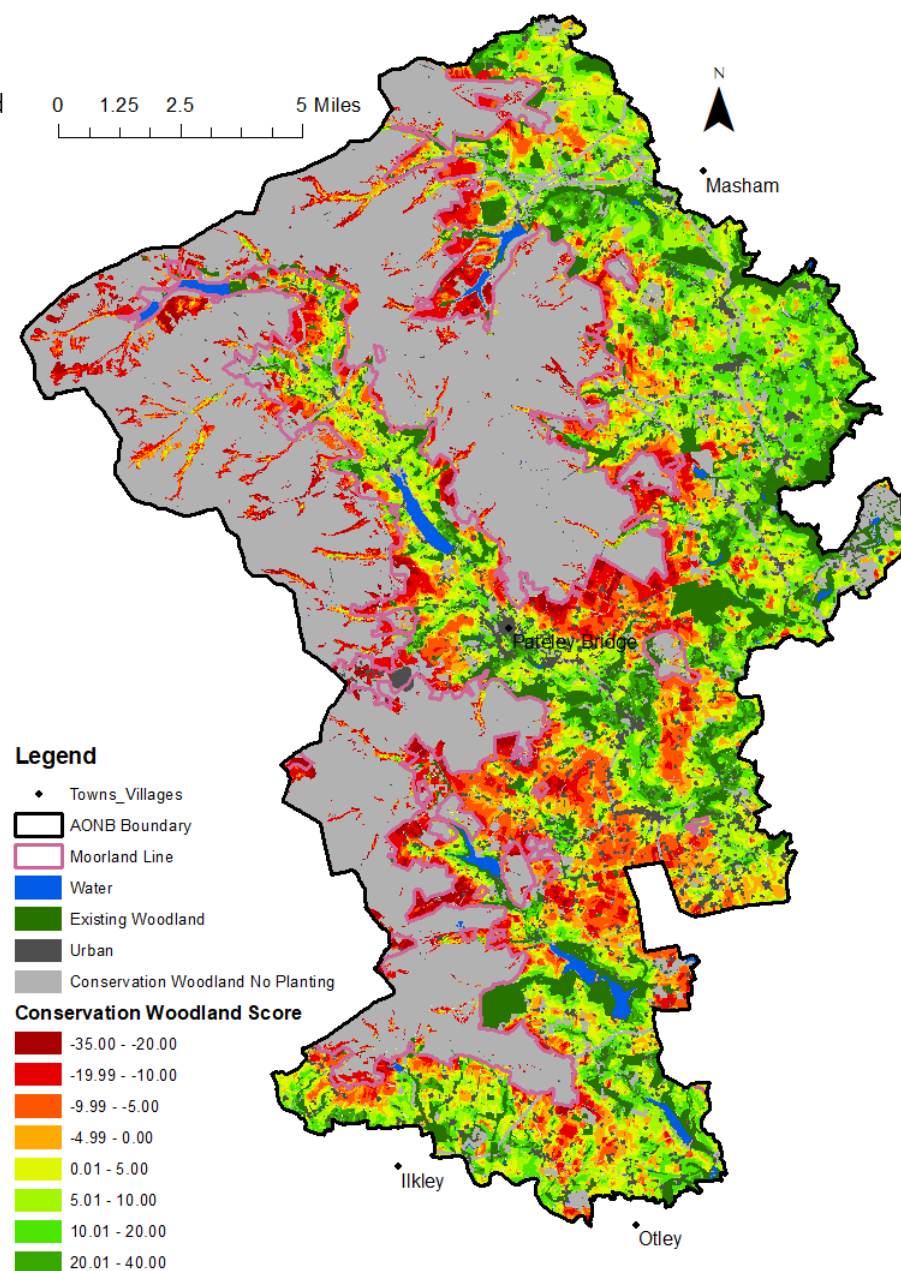 N
0 1.25 2.5 5 Miles
Masham
Pateley Bridge
Legend
Towns_Villages
AONB Boundary
Moorland Line
Water
Existing Woodland
Urban
Conservation Woodland No Planting
Conservation Woodland Score
-35.00 - -20.00
-19.99 - -10.00
-9.99 - -5.00
-4.99 - 0.00
0.01 - 5.00
5.01 - 10.00
10.01 - 20.00
20.01 - 40.00
Ilkley
Otley